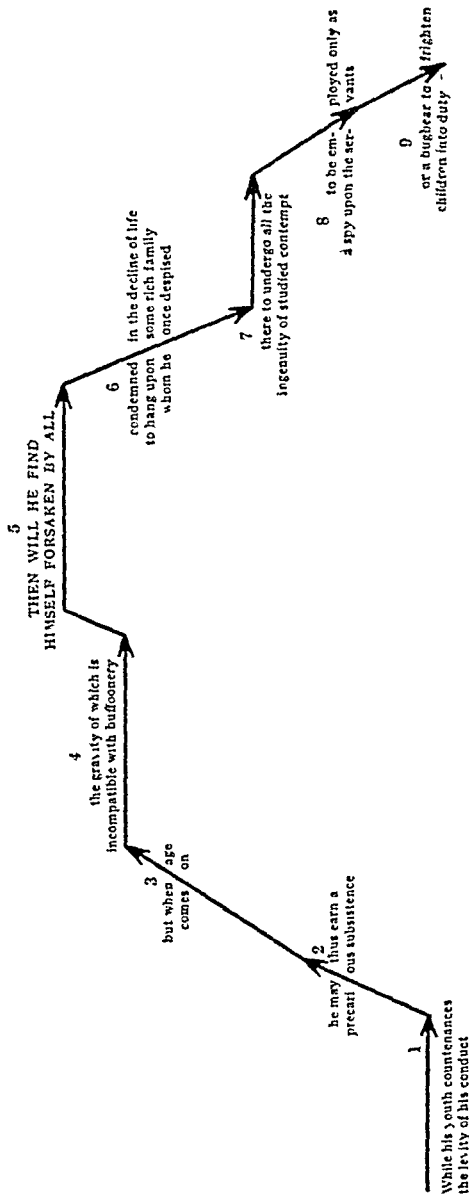 1
While his youth countenances
the levity of his conduct
2
he may thus earn a
precari ous subsistence
3
but when age
comes on
4
the gravity of which is
incompatible with buffoonery
5
THEN WILL HE FIND
HIMSELF FORSAKEN BY ALL
6
condemned in the decline of life
to hang upon some rich family
whom he once despised
7
there to undergo all the
ingenuity of studied contempt
8
to be em- ployed only as
a spy upon the ser- vants
9
or a bugbear to frighten
children into duty -